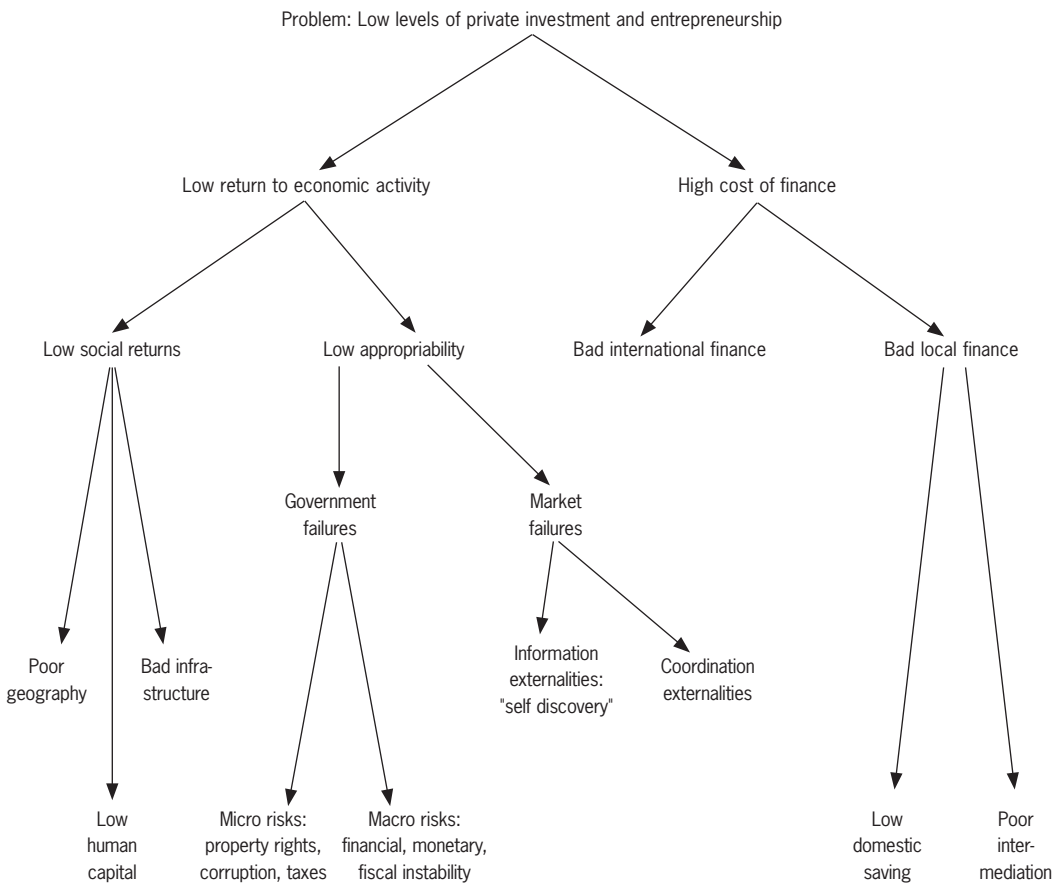 Problem: Low levels of private investment and entrepreneurship
Low return to economic activity
High cost of finance
Low social returns
Low appropriability
Bad international finance
Bad local finance
Government
failures
Market
failures
Poor
geography
Bad infra-
structure
Information
externalities:
"self discovery"
Coordination
externalities
Low
human
capital
Micro risks:
property rights,
corruption, taxes
Macro risks:
financial, monetary,
fiscal instability
Low
domestic
saving
Poor
inter-
mediation